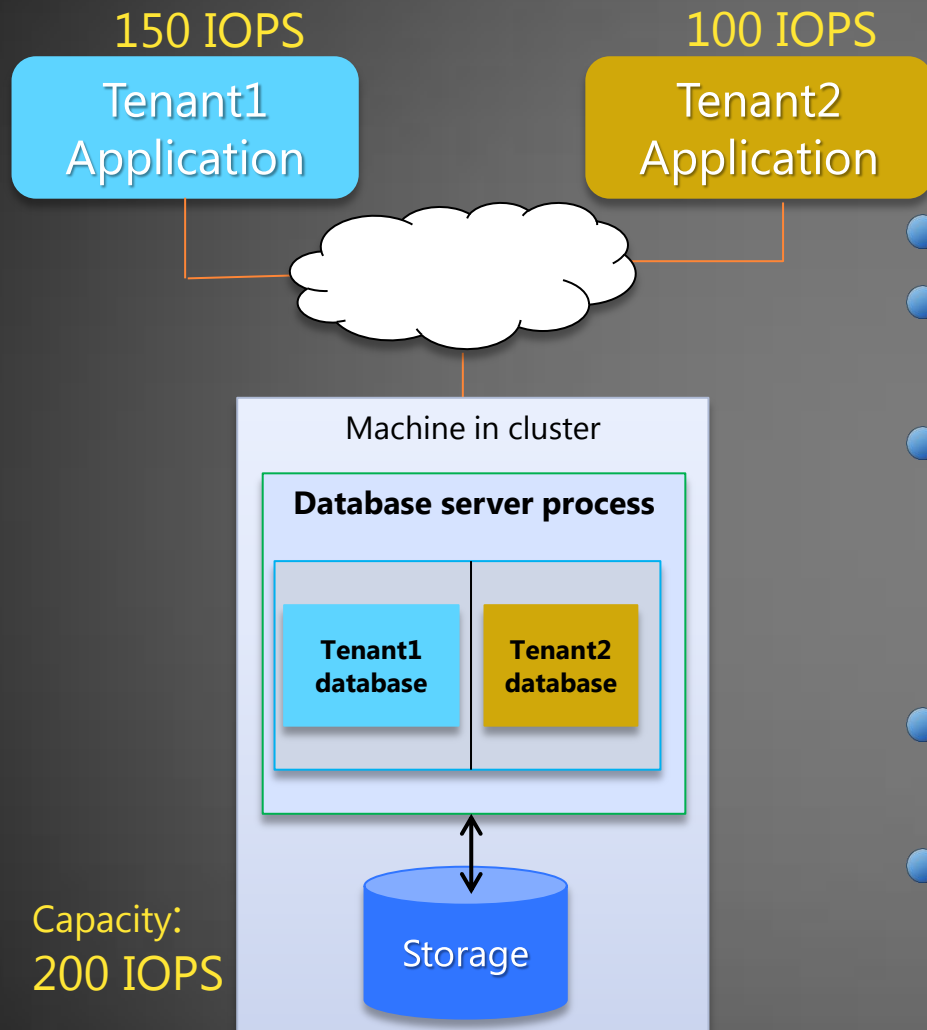 150 IOPS
100 IOPS
Tenant1
Application
Tenant2
Application
Machine in cluster
Database server process
Tenant1
database
Tenant2
database
Storage
Capacity:
200 IOPS